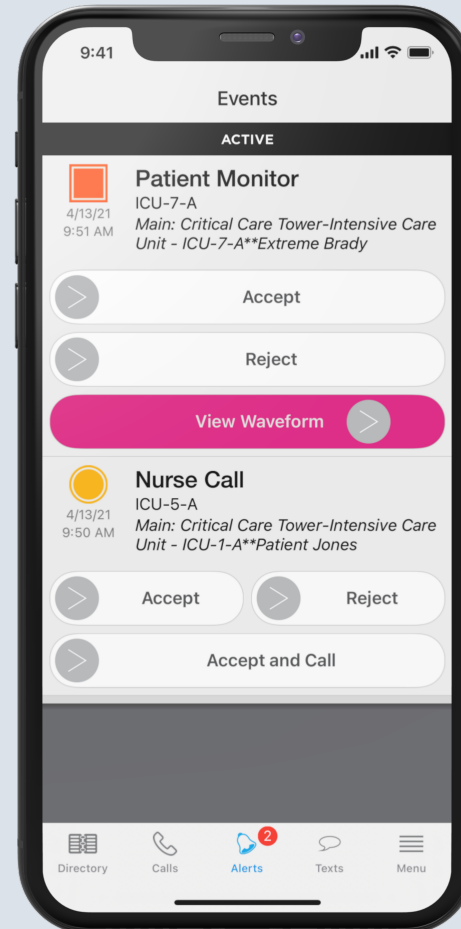 9:41
Events
ACTIVE
Patient Monitor
ICU-7-A
4/13/21
9:51 AM
Main: Critical Care Tower-Intensive Care
Unit - ICU-7-A**Extreme Brady
Accept
Reject
View Waveform
Nurse Call
ICU-5-A
4/13/21
9:50 AM
Main: Critical Care Tower-Intensive Care
Unit - ICU-1-A**Patient Jones
Accept
Reject
Accept and Call
2
Directory
Calls
Alerts
Texts
Menu